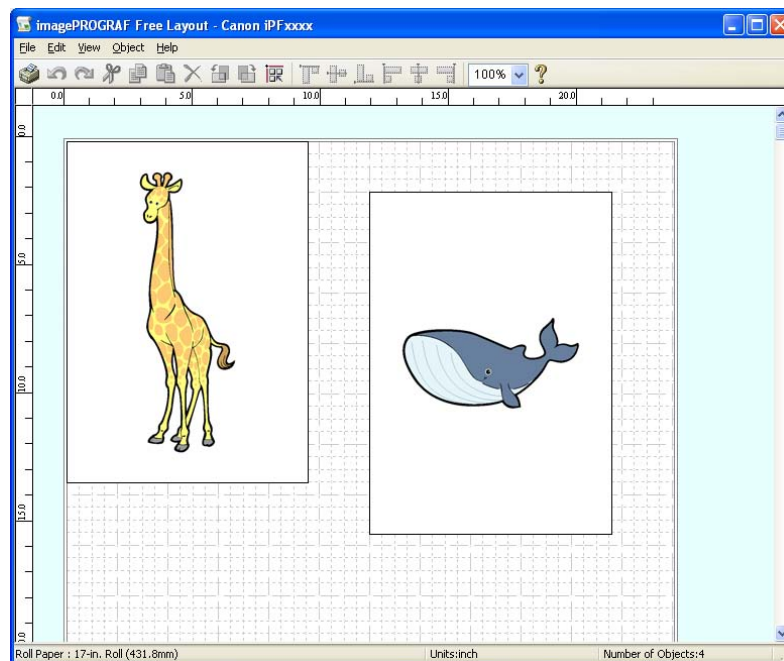 imagePROGRAF Free Layout - Canon iPFxxxx
File Edit View Object Help
100%
0.0 5.0 10.0 15.0 20.0
0.0
5.0
10.0
15.0
Roll Paper : 17-in. Roll (431.8mm) Units:inch Number of Objects:4